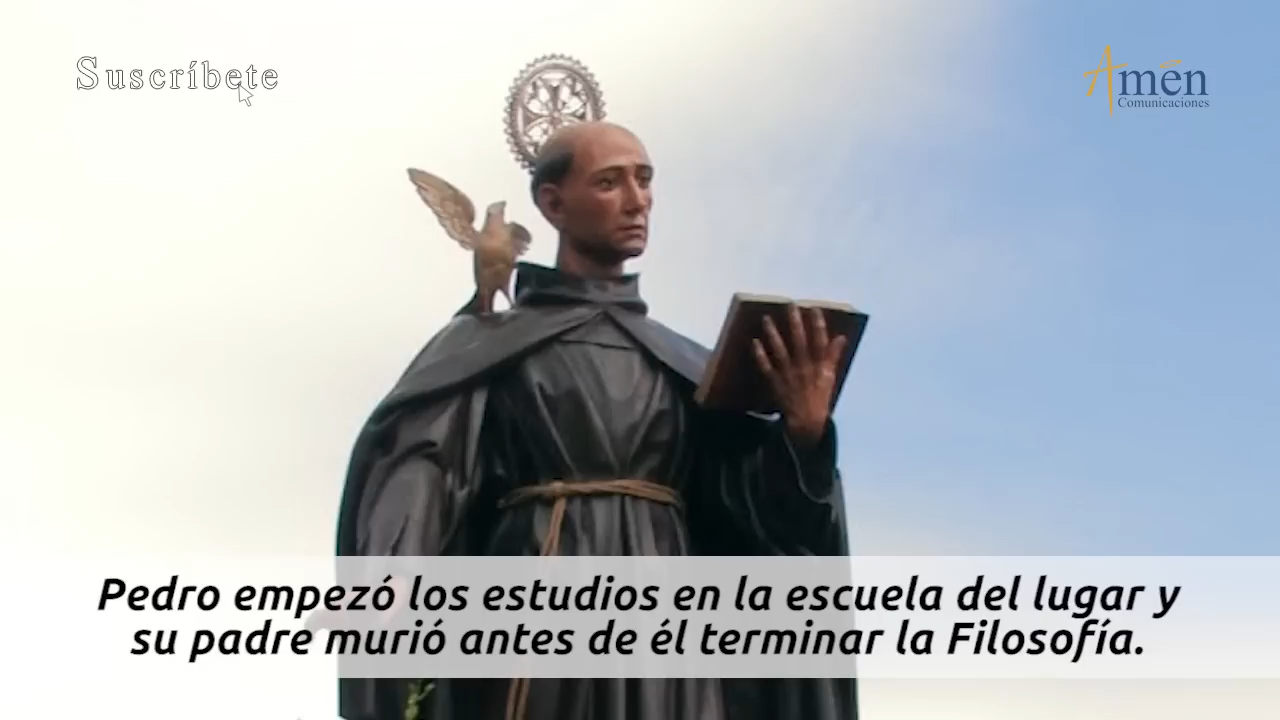 Suscríbete
Amén
Comunicaciones
Pedro empezó los estudios en la escuela del lugar y
su padre murió antes de él terminar la Filosofía.